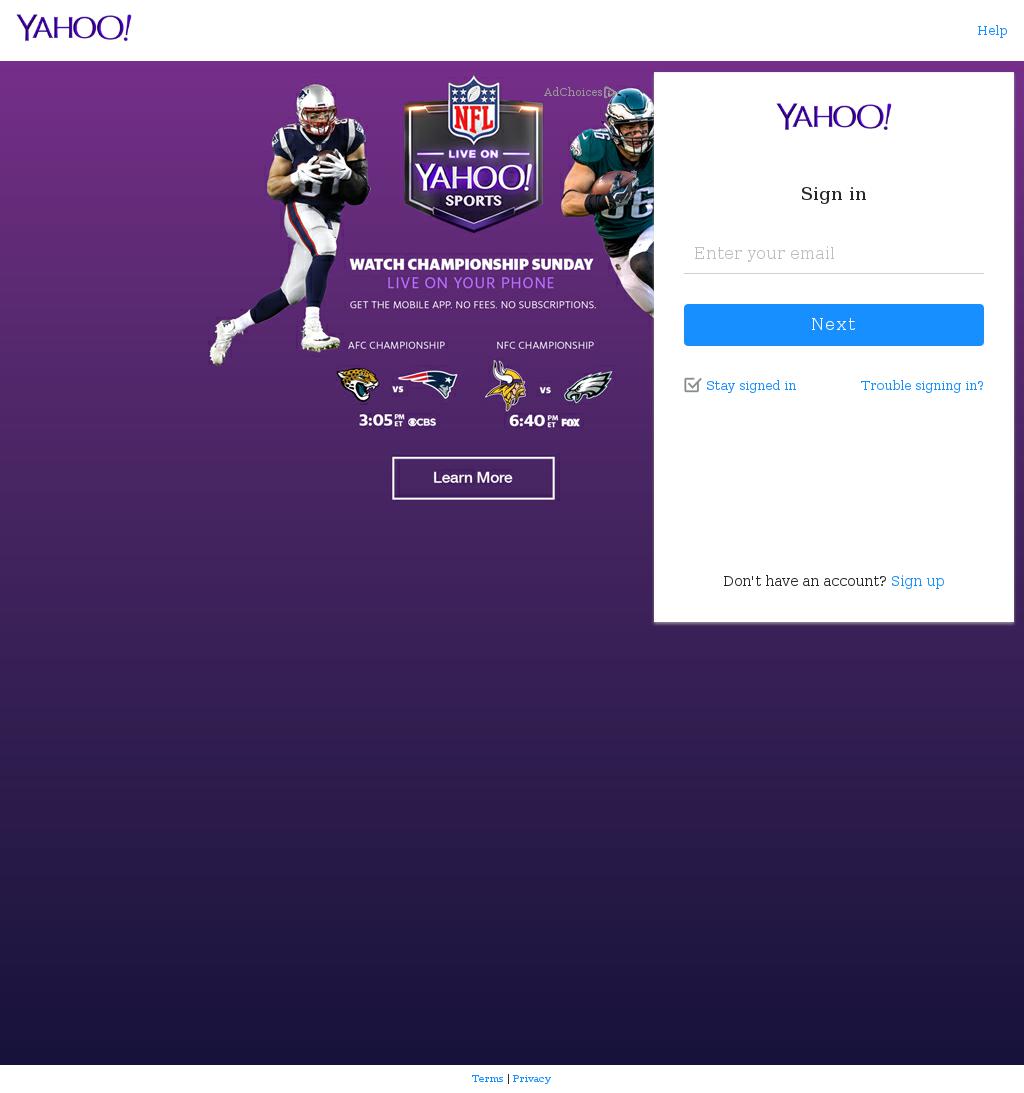 YAHOO!
Help
AdChoices
NFL
LIVE ON
YAHOO!
SPORTS
WATCH CHAMPIONSHIP SUNDAY
LIVE ON YOUR PHONE
GET THE MOBILE APP. NO FEES. NO SUBSCRIPTIONS.
AFC CHAMPIONSHIP
NFC CHAMPIONSHIP
vs
vs
3:05 PM ET CBS
6:40 PM ET FOX
Learn More
YAHOO!
Sign in
Enter your email
Next
Stay signed in
Trouble signing in?
Don't have an account? Sign up
Terms | Privacy